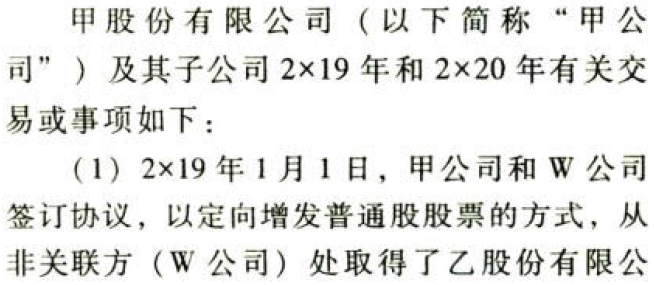 甲股份有限公司（以下简称“甲公
司”）及其子公司2×19年和2×20年有关交
易或事项如下：
（1）2×19年1月1日，甲公司和W公司
签订协议，以定向增发普通股股票的方式，从
非关联方（W公司）处取得了乙股份有限公